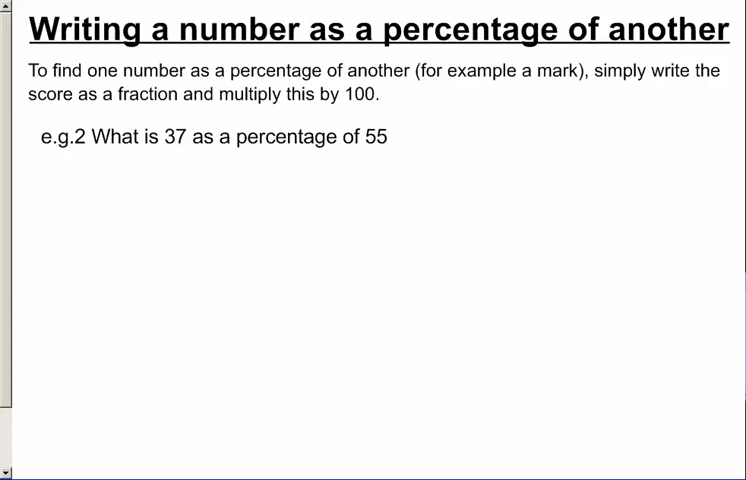 Writing a number as a percentage of another
To find one number as a percentage of another (for example a mark), simply write the
score as a fraction and multiply this by 100.
e.g.2 What is 37 as a percentage of 55